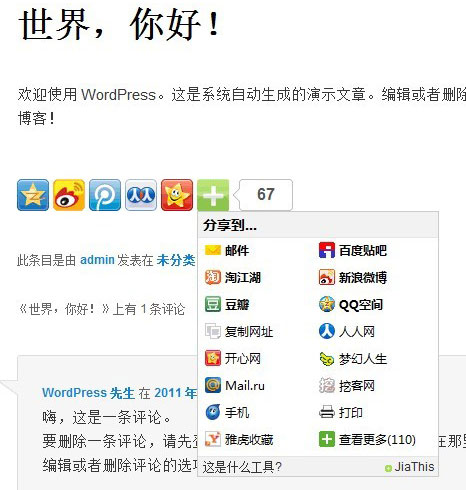 世界，你好！
欢迎使用 WordPress。这是系统自动生成的演示文章。编辑或者删除
博客！
67
分享到...
邮件 百度贴吧
淘江湖 新浪微博
豆瓣 QQ空间
复制网址 人人网
开心网 梦幻人生
Mail.ru 挖客网
手机 打印
雅虎收藏 查看更多(110)
这是什么工具? JiaThis
此条目是由 admin 发表在 未分类
《世界，你好！》上有 1 条评论
WordPress 先生 在 2011 年
嗨，这是一条评论。
要删除一条评论，请先 在那里
编辑或者删除评论的选项